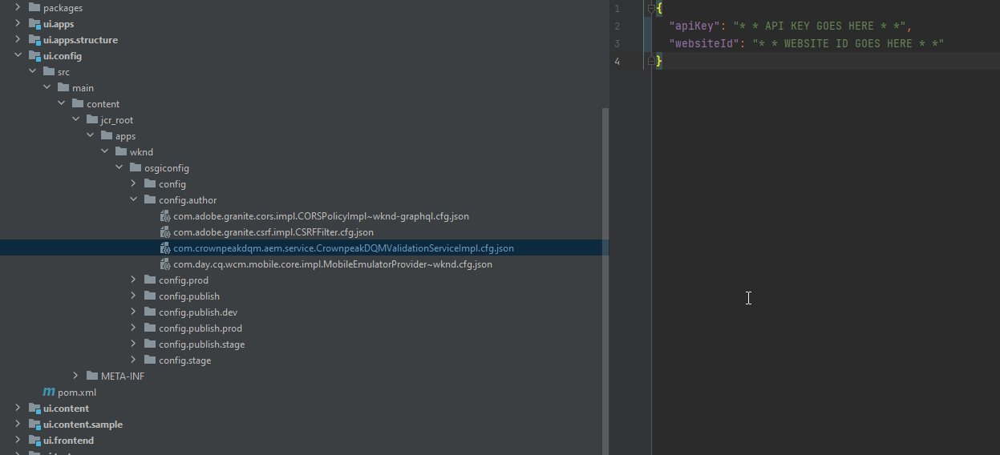 packages
ui.apps
ui.apps.structure
ui.config
src
main
content
jcr_root
apps
wknd
osgiconfig
config
config.author
com.adobe.granite.cors.impl.CORSPolicyImpl~wknd-graphql.cfg.json
com.adobe.granite.csrf.impl.CSRFFilter.cfg.json
com.crownpeakdqm.aem.service.CrownpeakDQMValidationServiceImpl.cfg.json
com.day.cq.wcm.mobile.core.impl.MobileEmulatorProvider~wknd.cfg.json
config.prod
config.publish
config.publish.dev
config.publish.prod
config.publish.stage
config.stage
META-INF
m pom.xml
ui.content
ui.content.sample
ui.frontend
1 {
2 "apiKey": "* * API KEY GOES HERE * *",
3 "websiteId": "* * WEBSITE ID GOES HERE * *"
4 }